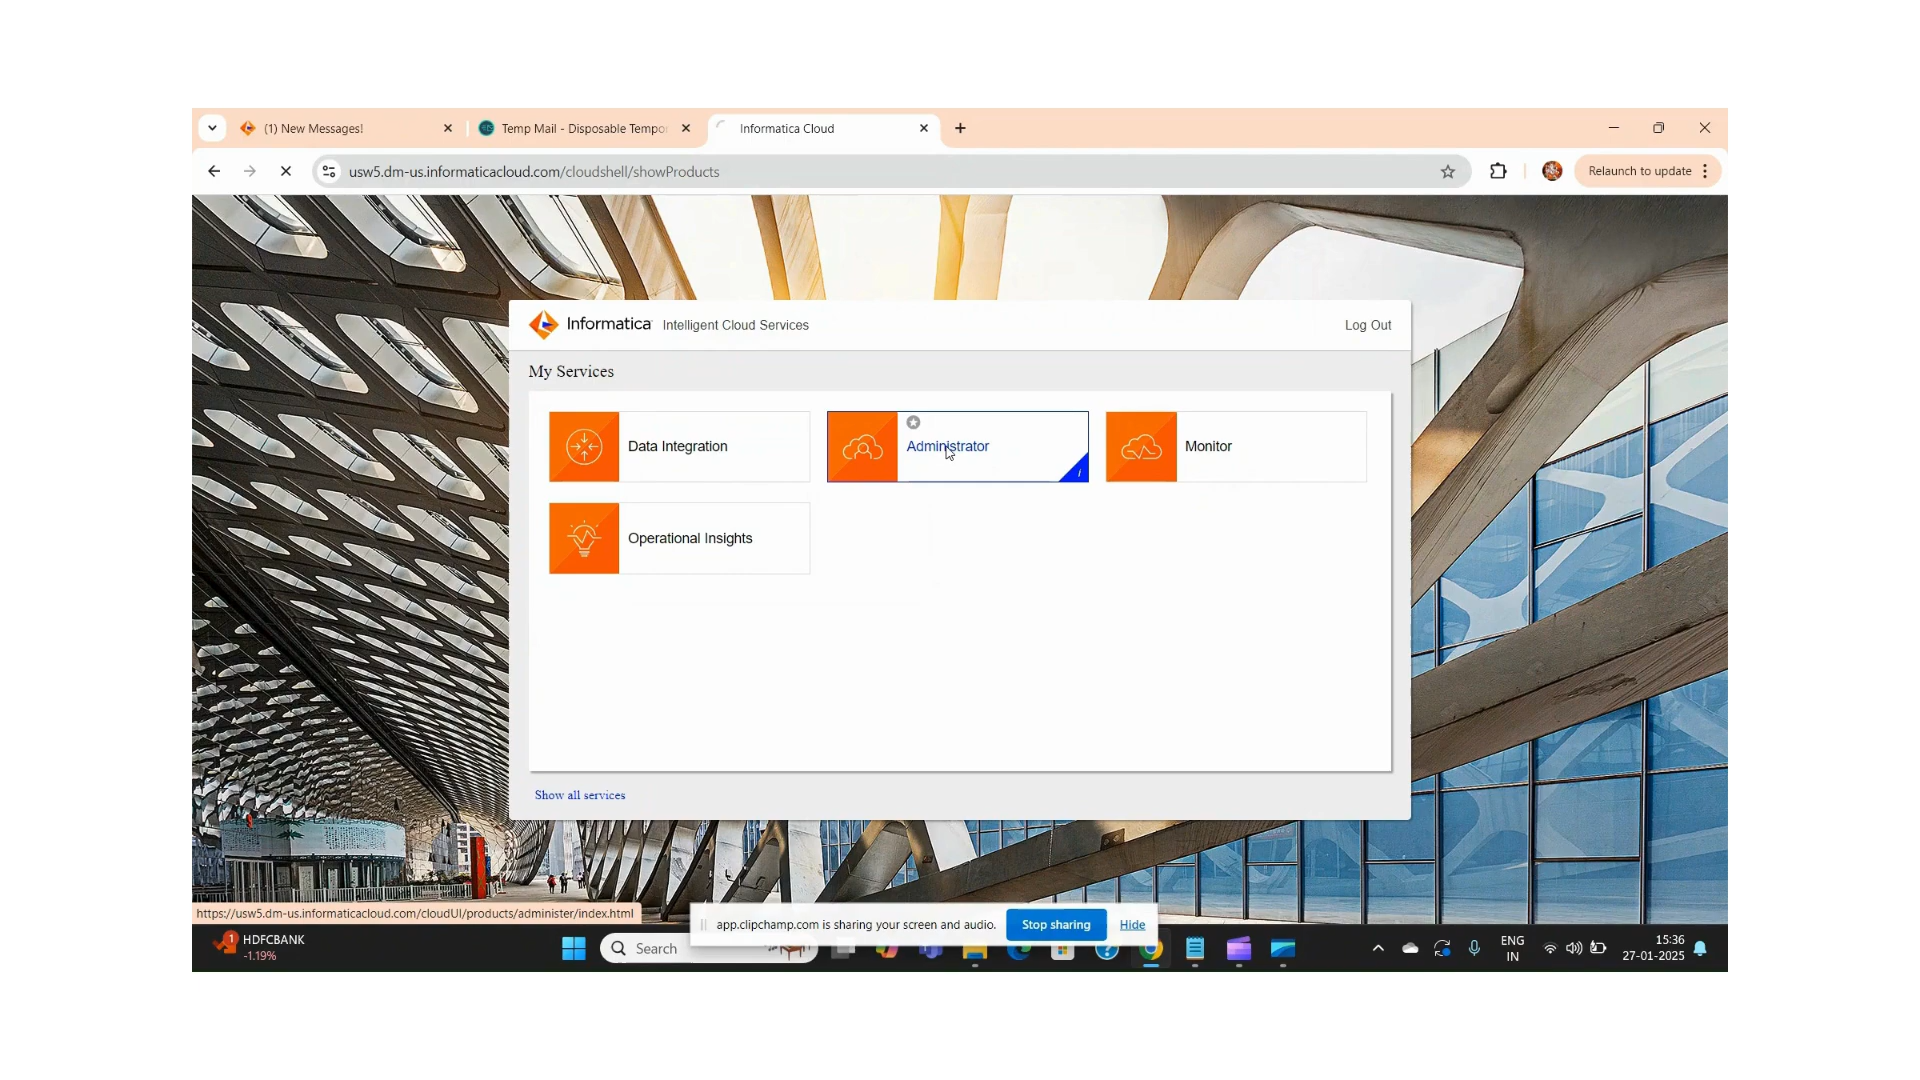 (1) New Messages!
Temp Mail - Disposable Tempo
Informatica Cloud
usw5.dm-us.informaticacloud.com/cloudshell/showProducts
Relaunch to update
Informatica Intelligent Cloud Services
Log Out
My Services
Data Integration
Administrator
i
Monitor
Operational Insights
Show all services
https://usw5.dm-us.informaticacloud.com/cloudUI/products/administer/index.html
app.clipchamp.com is sharing your screen and audio.
Stop sharing
Hide
1
HDFCBANK
-1.19%
Search
ENG
IN
15:36
27-01-2025